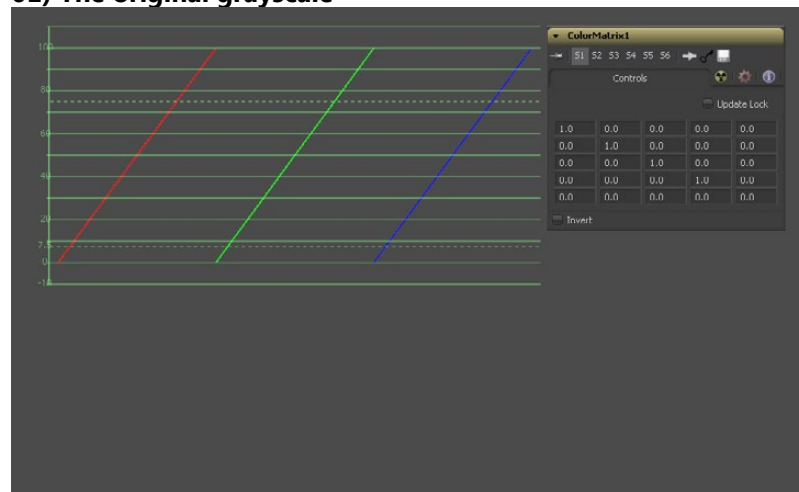 01) The original grayscale
100
80
60
40
20
7.5
0
-10
ColorMatrix1
S1 S2 S3 S4 S5 S6
Controls
Update Lock
1.0 0.0 0.0 0.0 0.0
0.0 1.0 0.0 0.0 0.0
0.0 0.0 1.0 0.0 0.0
0.0 0.0 0.0 1.0 0.0
0.0 0.0 0.0 0.0 0.0
Invert